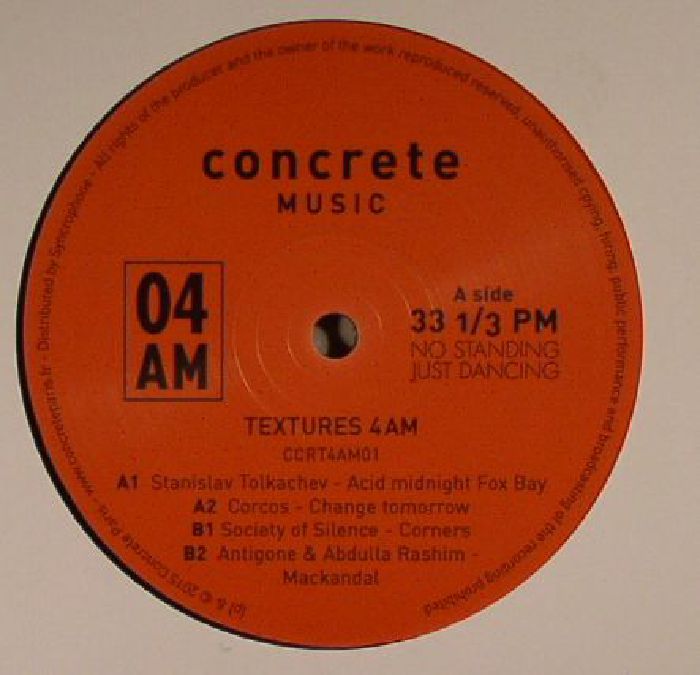 concrete
MUSIC
04
AM
A side
33 1/3 PM
NO STANDING
JUST DANCING
TEXTURES 4AM
CCRT4AM01
A1 Stanislav Tolkachev - Acid midnight Fox Bay
A2 Corcos - Change tomorrow
B1 Society of Silence - Corners
B2 Antigone & Abdulla Rashim -
Mackandal
(p) & © 2015 Concrete Paris - www.concreteparis.fr - Distributed by Syncrophone - All rights of the producer and the owner of the work reproduced reserved, unauthorised copying, hiring, public performance and broadcasting of the recording prohibited